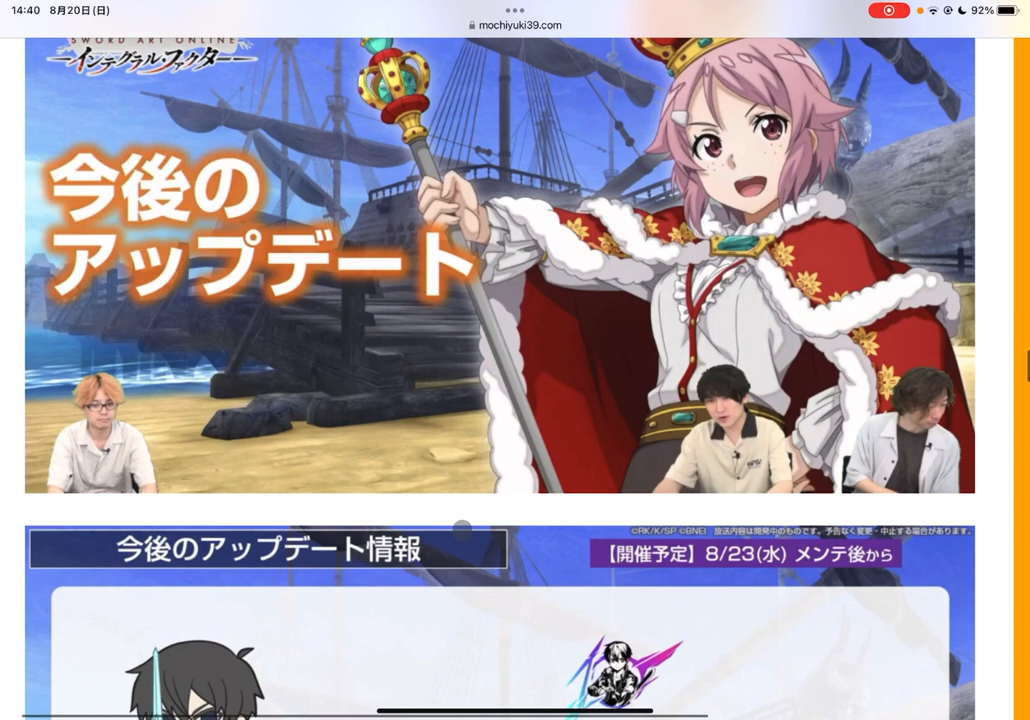 14:40 8月20日(日)
mochiyuki39.com
92%
SWORD ART ONLINE
インテグラル・ファクター
今後の
アップデート
©RK/K/SP ©BNEI 放送内容は開発中のものです。予告なく変更・中止する場合があります。
今後のアップデート情報
【開催予定】8/23(水) メンテ後から